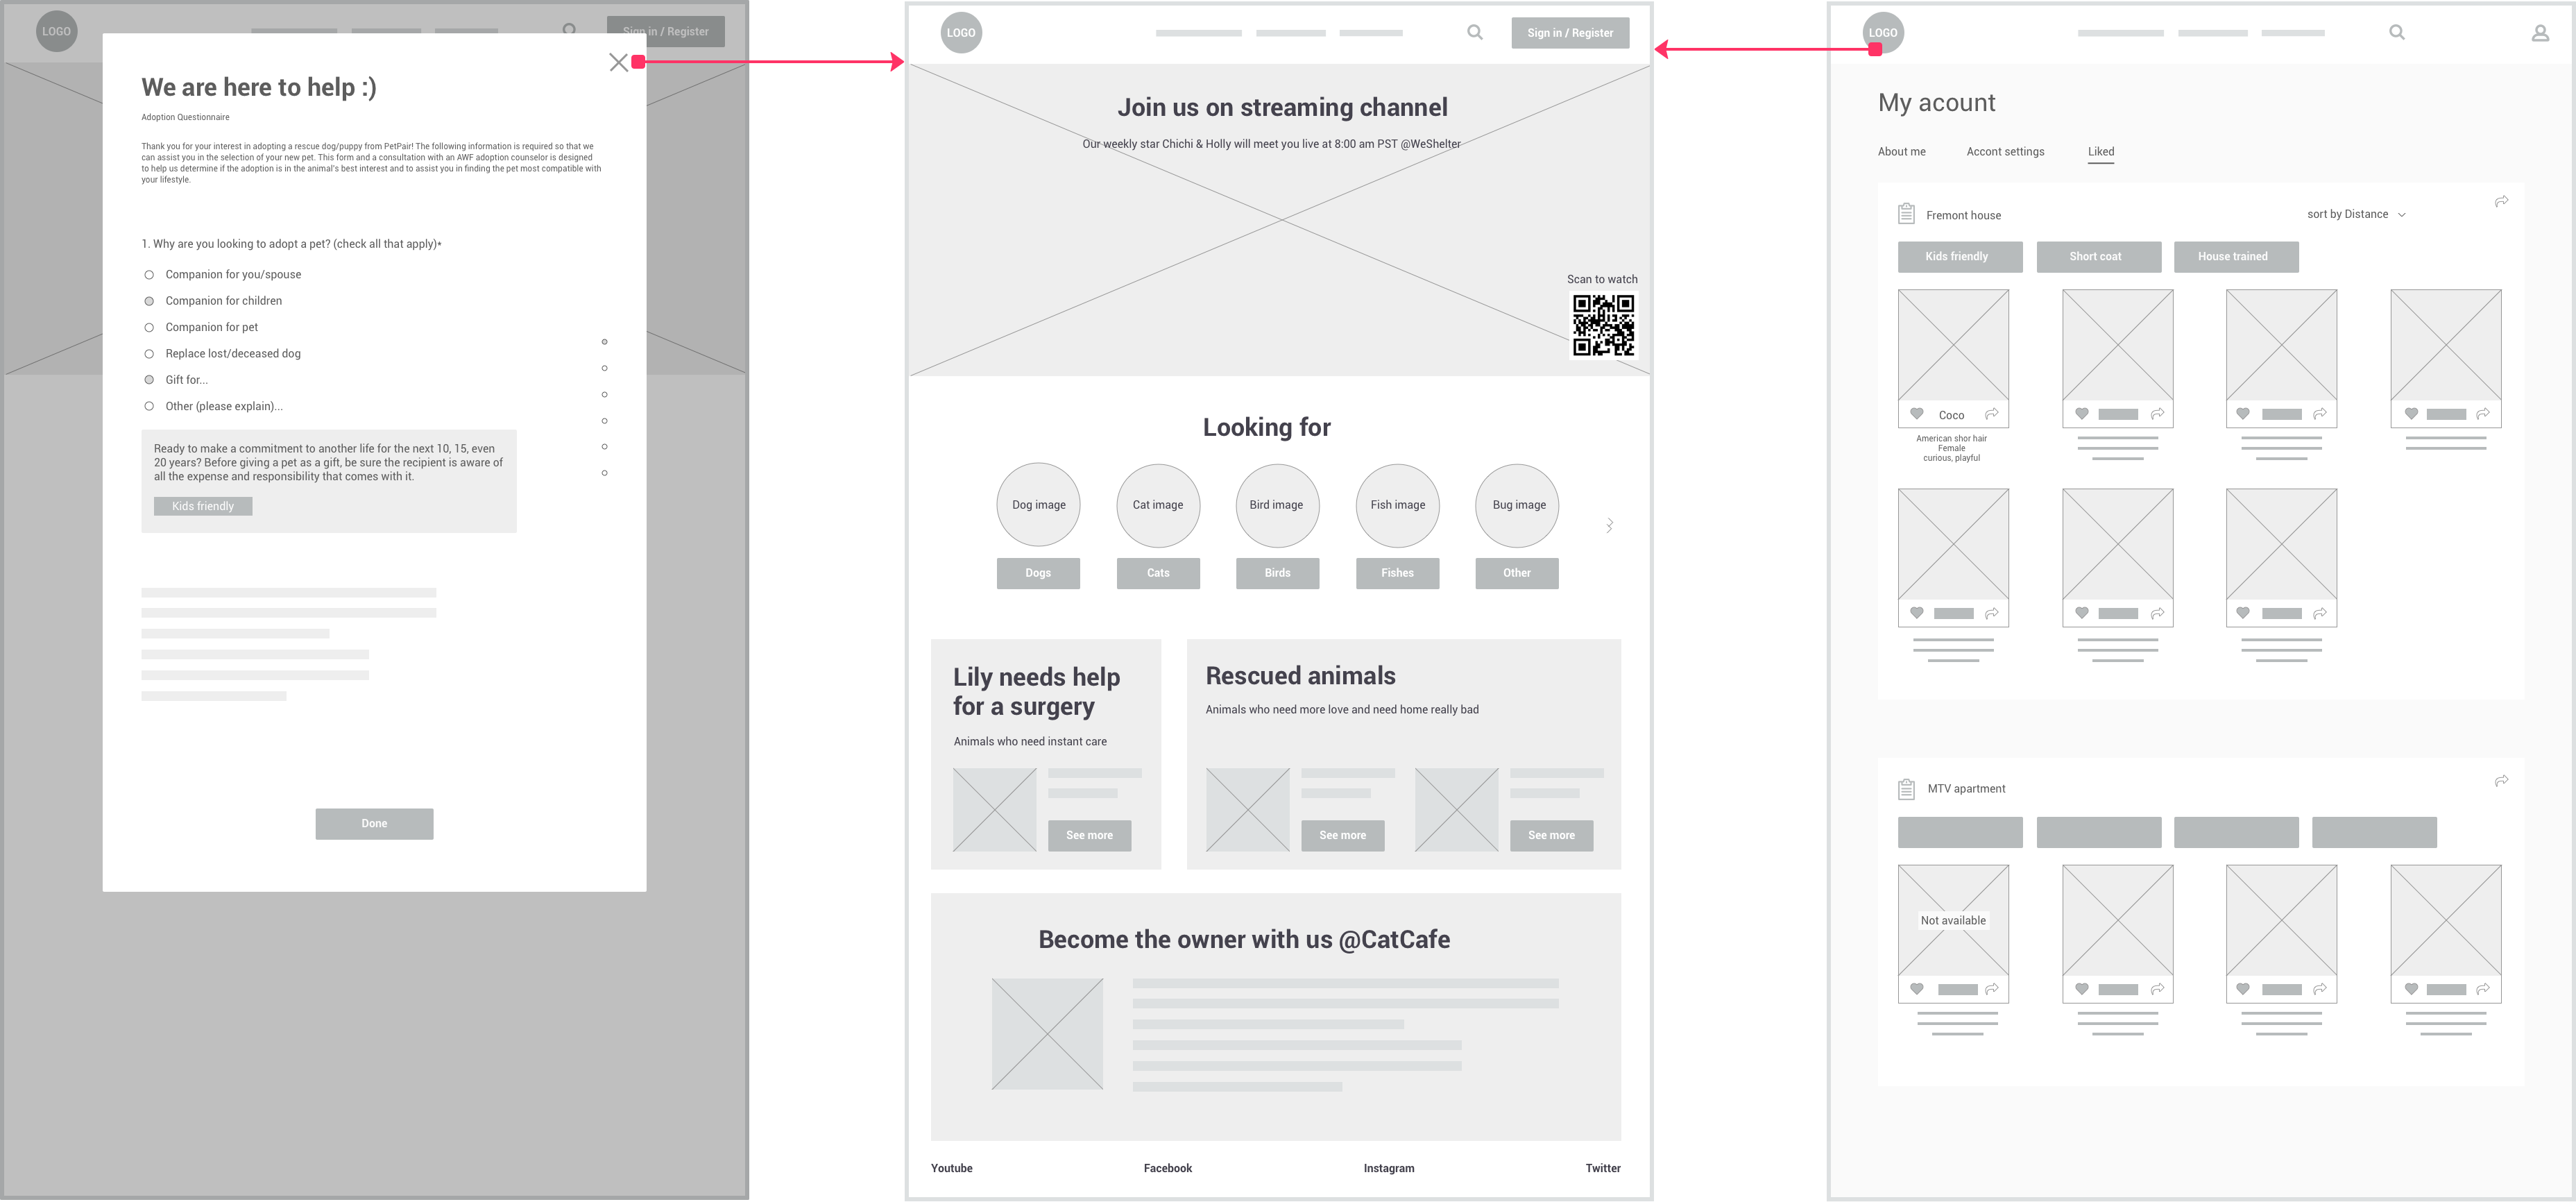 LOGO
Sign in / Register
We are here to help :)
Adoption Questionnaire
Thank you for your interest in adopting a rescue dog/puppy from PetPair! The following information is required so that we
can assist you in the selection of your new pet. This form and a consultation with an AWF adoption counselor is designed
to help us determine if the adoption is in the animal's best interest and to assist you in finding the pet most compatible with
your lifestyle.
1. Why are you looking to adopt a pet? (check all that apply)*
Companion for you/spouse
Companion for children
Companion for pet
Replace lost/deceased dog
Gift for...
Other (please explain)...
Ready to make a commitment to another life for the next 10, 15, even
20 years? Before giving a pet as a gift, be sure the recipient is aware of
all the expense and responsibility that comes with it.
Kids friendly
Done
LOGO
Sign in / Register
Join us on streaming channel
Our weekly star Chichi & Holly will meet you live at 8:00 am PST @WeShelter
Scan to watch
Looking for
Dog image
Cat image
Bird image
Fish image
Bug image
Dogs
Cats
Birds
Fishes
Other
Lily needs help
for a surgery
Animals who need instant care
See more
Rescued animals
Animals who need more love and need home really bad
See more
See more
Become the owner with us @CatCafe
Youtube
Facebook
Instagram
Twitter
LOGO
My acount
About me
Accont settings
Liked
Fremont house
sort by Distance
Kids friendly
Short coat
House trained
Coco
American shor hair
Female
curious, playful
MTV apartment
Not available